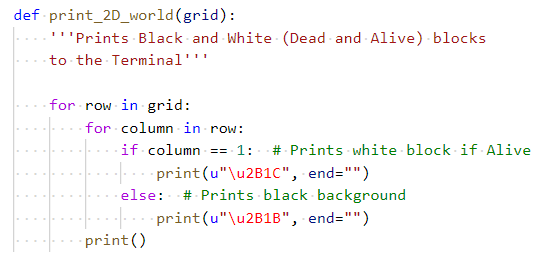 def print_2D_world(grid):
    '''Prints Black and White (Dead and Alive) blocks
    to the Terminal'''

    for row in grid:
        for column in row:
            if column == 1:  # Prints white block if Alive
                print(u"\u2B1C", end="")
            else:  # Prints black background
                print(u"\u2B1B", end="")
        print()